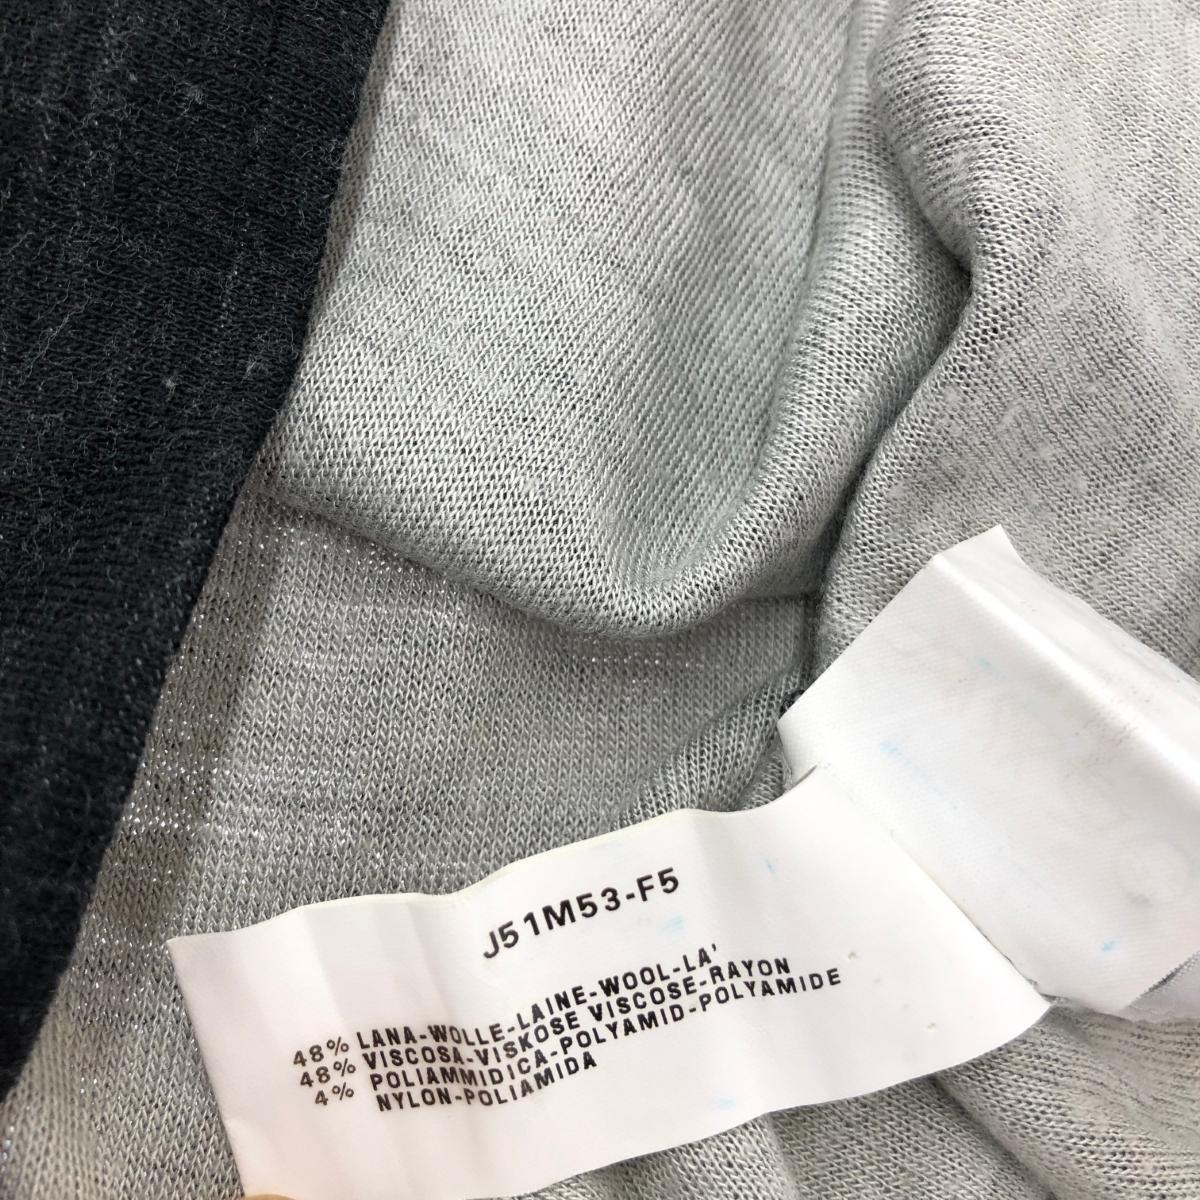 J51M53-F5
48% LANA-WOLLE-LAINE-WOOL-LA'
48% VISCOSA-VISKOSE VISCOSE-RAYON
4% POLIAMMIDICA-POLYAMID-POLYAMIDE
NYLON-POLIAMIDA